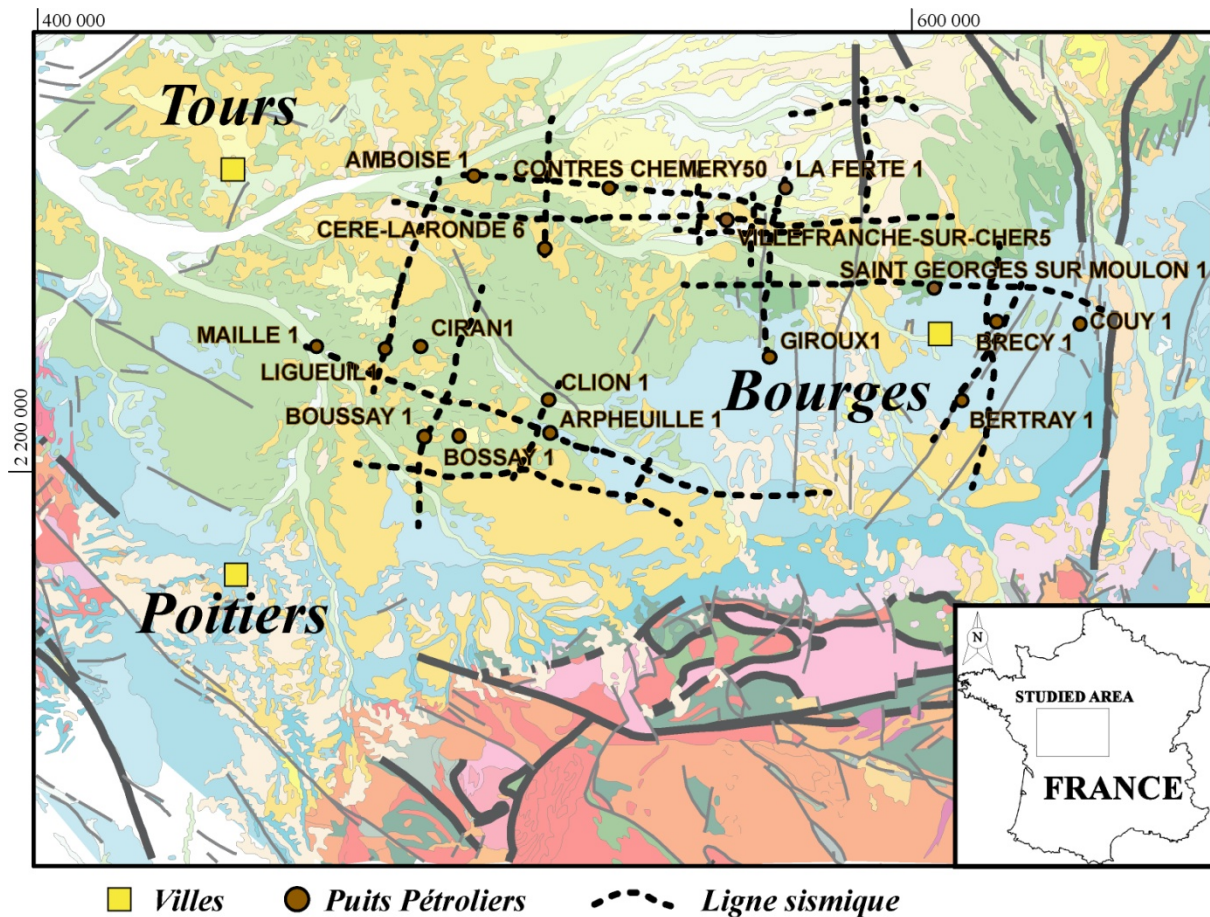 400 000
600 000
Tours
AMBOISE 1
CONTRES CHEMERY50
LA FERTE 1
CERE-LA-RONDE 6
VILLEFRANCHE-SUR-CHER5
SAINT GEORGES SUR MOULON 1
MAILLE 1
CIRAN1
GIROUX1
BRECY 1
COUY 1
LIGUEUIL1
CLION 1
Bourges
BOUSSAY 1
ARPHEUILLE 1
BERTRAY 1
BOSSAY 1
2 200 000
Poitiers
N
STUDIED AREA
FRANCE
Villes
Puits Pétroliers
Ligne sismique